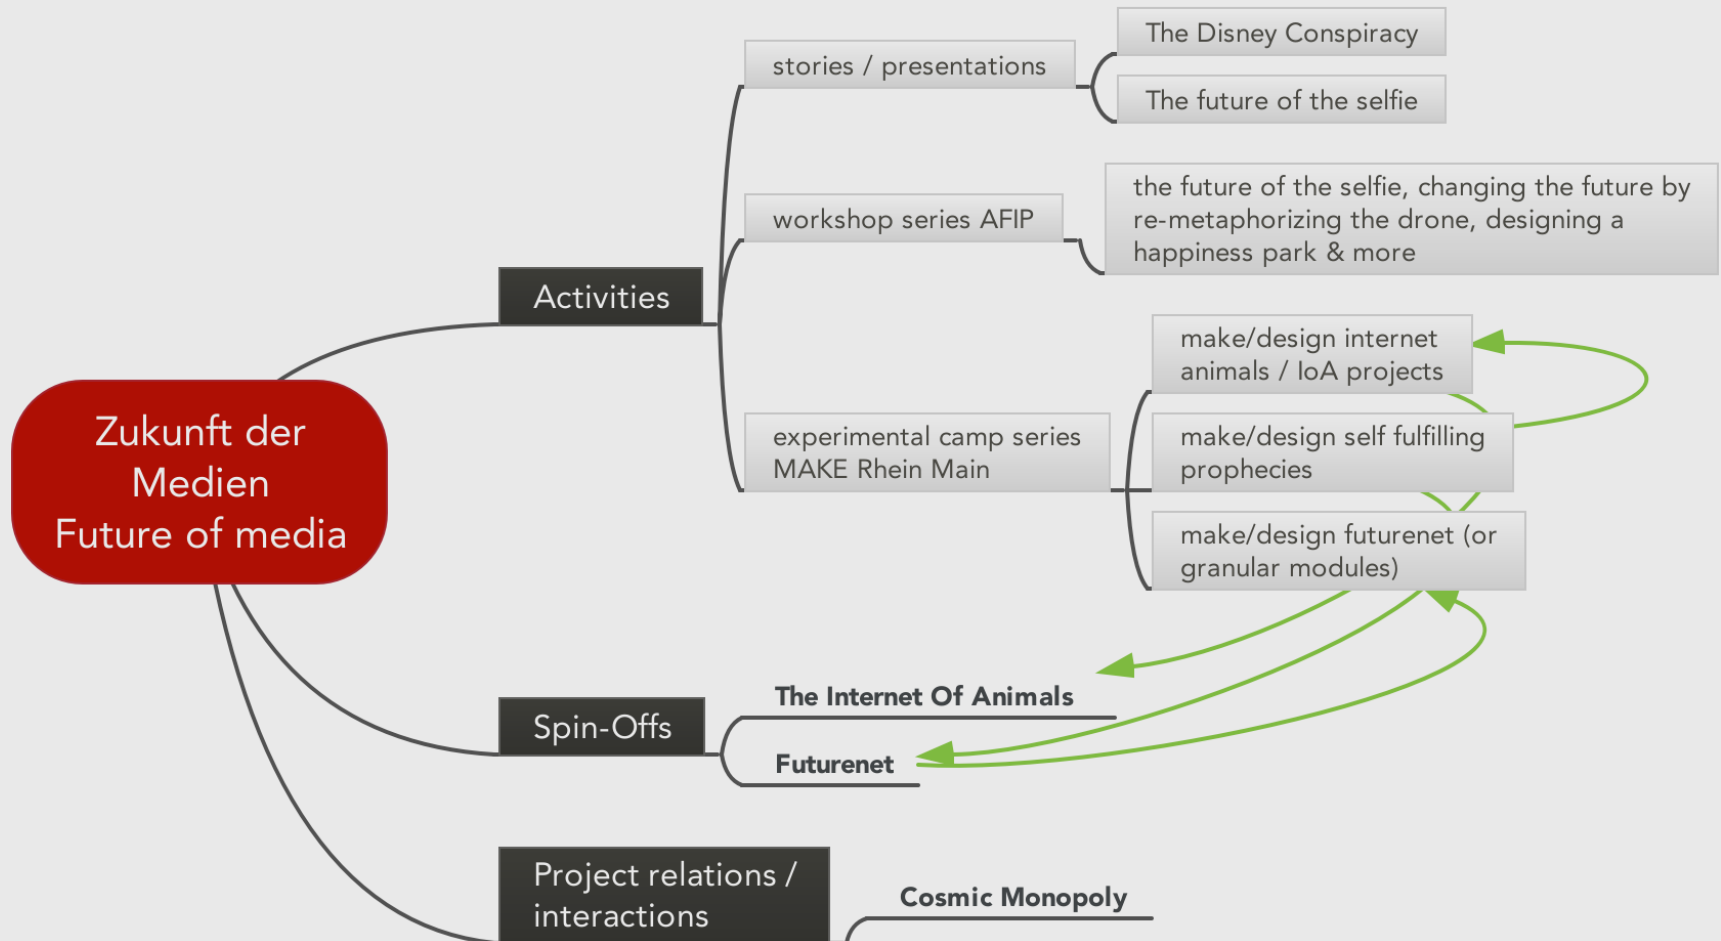 The Disney Conspiracy
stories / presentations
The future of the selfie
the future of the selfie, changing the future by
re-metaphorizing the drone, designing a
happiness park & more
workshop series AFIP
Activities
make/design internet
animals / IoA projects
experimental camp series
MAKE Rhein Main
make/design self fulfilling
prophecies
make/design futurenet (or
granular modules)
Zukunft der
Medien
Future of media
The Internet Of Animals
Spin-Offs
Futurenet
Project relations /
interactions
Cosmic Monopoly